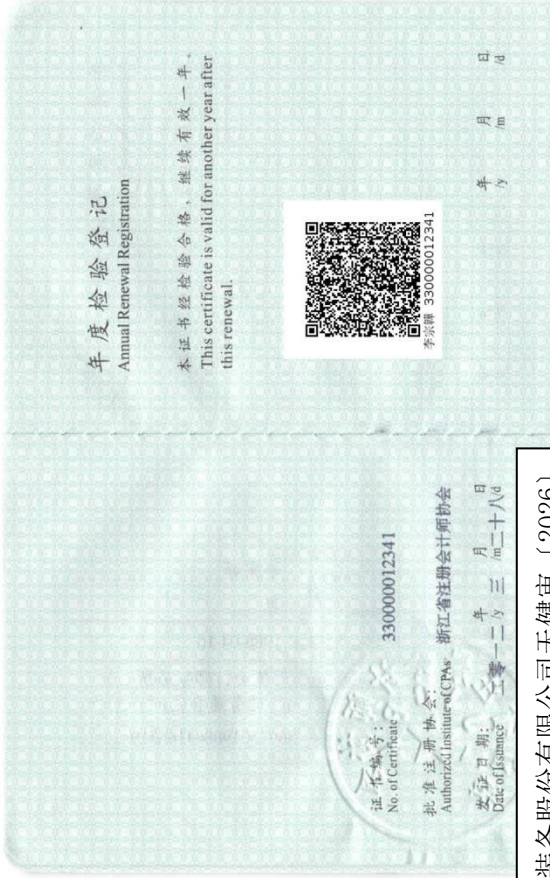 年度检验登记
Annual Renewal Registration
本证书经检验合格，继续有效一年。
This certificate is valid for another year after
this renewal.
李宗韡 330000012341
年 月 日
/y /m /d
证书编号：
No. of Certificate
330000012341
批准注册协会：
Authorized Institute of CPAs
浙江省注册会计师协会
发证日期：
Date of Issuance
二零一二 年 三 月 二十八 日
/y /m /d
装备股份有限公司天健审〔2026〕